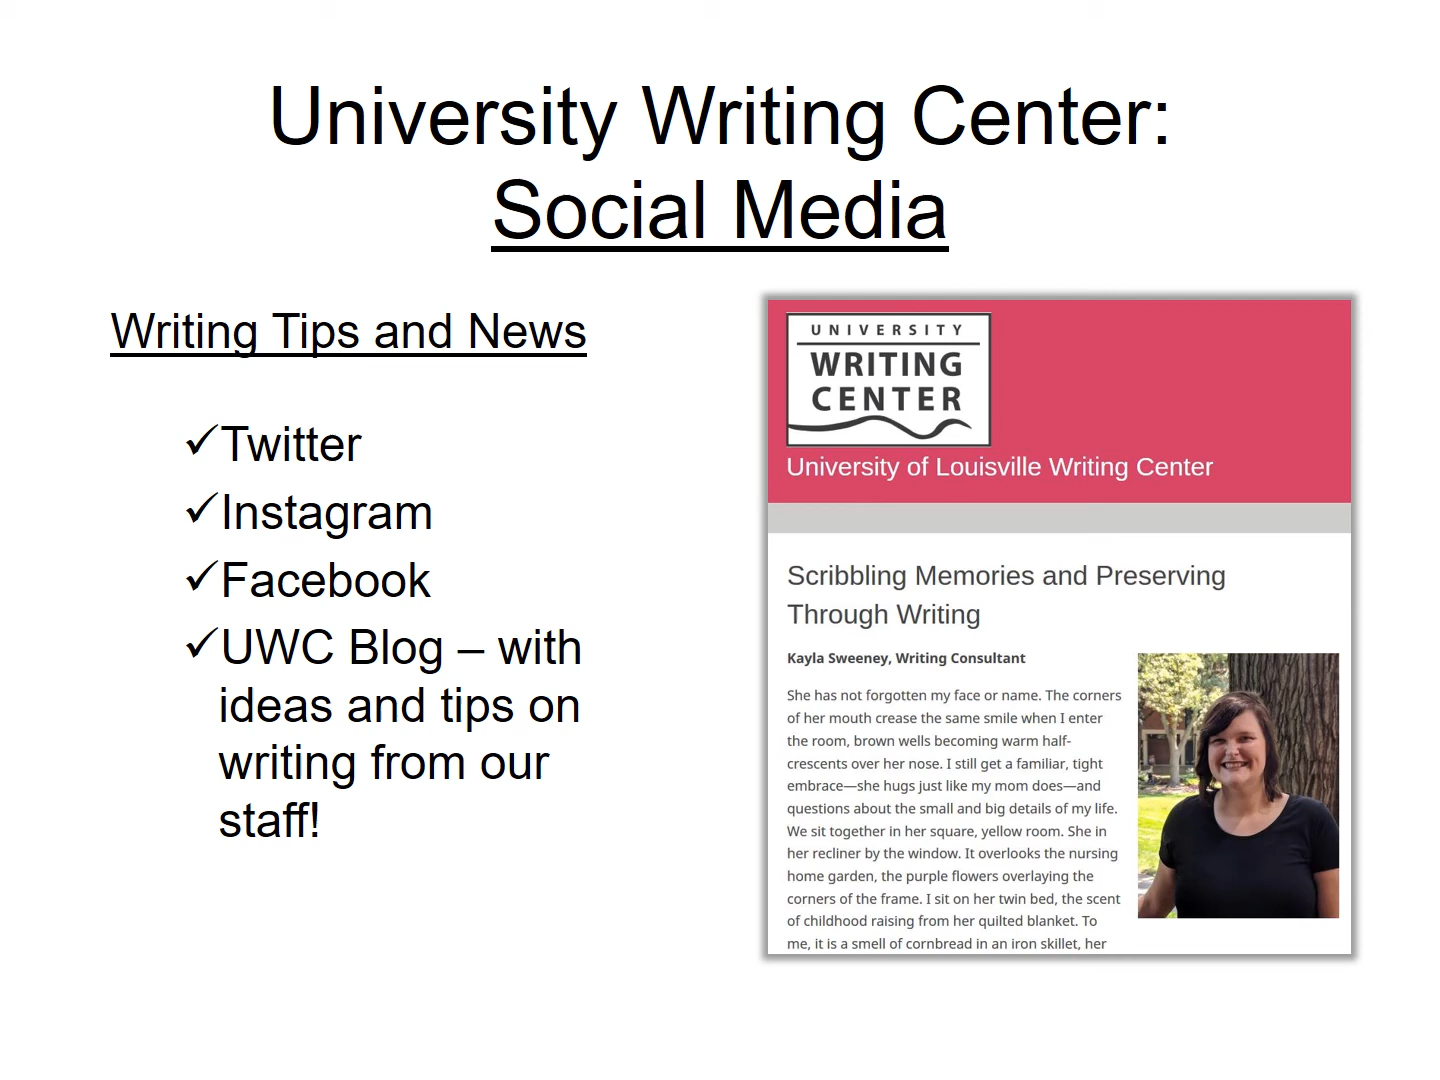 University Writing Center:
Social Media
Writing Tips and News
✓Twitter
✓Instagram
✓Facebook
✓UWC Blog – with
ideas and tips on
writing from our
staff!
UNIVERSITY
WRITING
CENTER
University of Louisville Writing Center
Scribbling Memories and Preserving
Through Writing
Kayla Sweeney, Writing Consultant
She has not forgotten my face or name. The corners
of her mouth crease the same smile when I enter
the room, brown wells becoming warm half-
crescents over her nose. I still get a familiar, tight
embrace—she hugs just like my mom does—and
questions about the small and big details of my life.
We sit together in her square, yellow room. She in
her recliner by the window. It overlooks the nursing
home garden, the purple flowers overlaying the
corners of the frame. I sit on her twin bed, the scent
of childhood raising from her quilted blanket. To
me, it is a smell of cornbread in an iron skillet, her